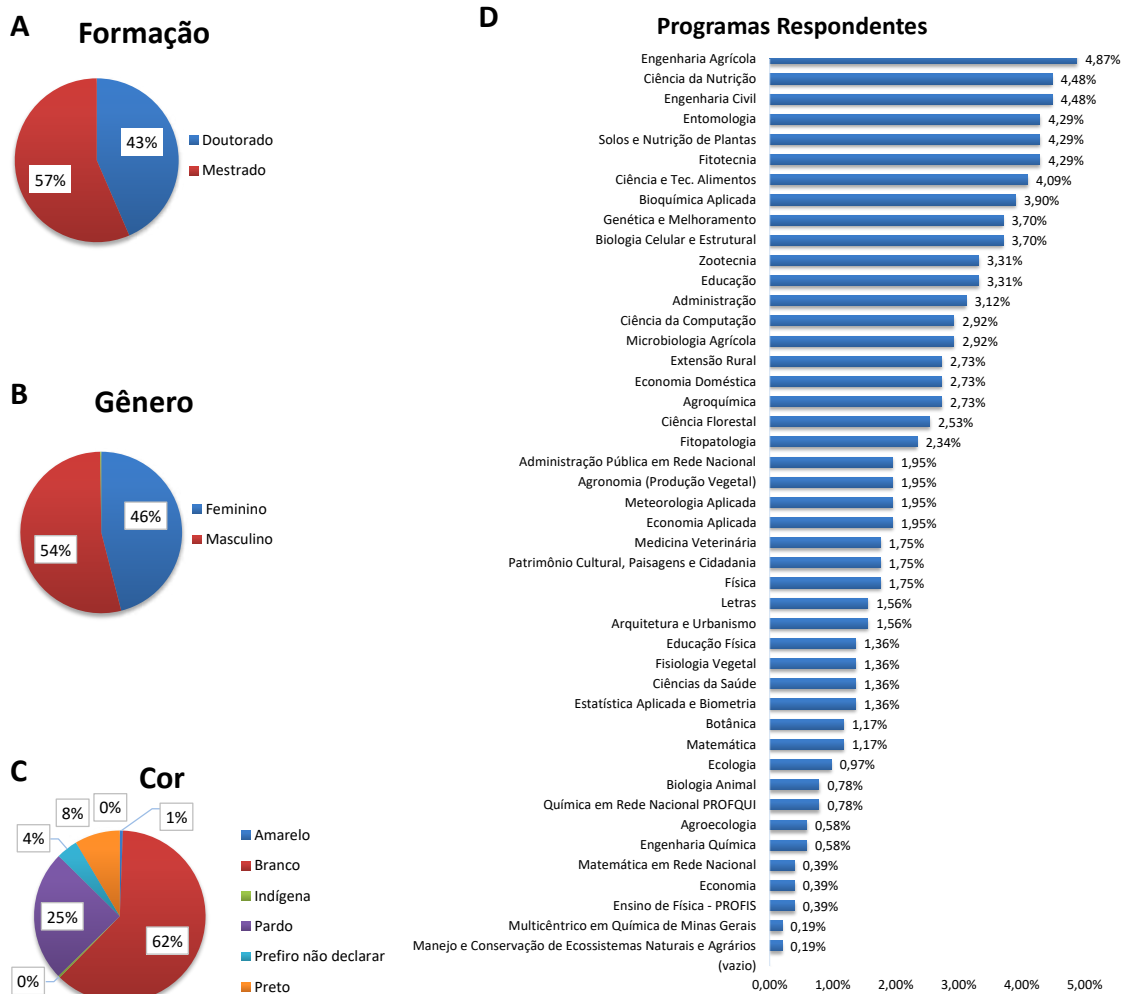 A
Formação
43%
57%
Doutorado
Mestrado
B
Gênero
46%
54%
Feminino
Masculino
C
Cor
0%
1%
8%
4%
25%
62%
0%
Amarelo
Branco
Indígena
Pardo
Prefiro não declarar
Preto
D
Programas Respondentes
Engenharia Agrícola 4,87%
Ciência da Nutrição 4,48%
Engenharia Civil 4,48%
Entomologia 4,29%
Solos e Nutrição de Plantas 4,29%
Fitotecnia 4,29%
Ciência e Tec. Alimentos 4,09%
Bioquímica Aplicada 3,90%
Genética e Melhoramento 3,70%
Biologia Celular e Estrutural 3,70%
Zootecnia 3,31%
Educação 3,31%
Administração 3,12%
Ciência da Computação 2,92%
Microbiologia Agrícola 2,92%
Extensão Rural 2,73%
Economia Doméstica 2,73%
Agroquímica 2,73%
Ciência Florestal 2,53%
Fitopatologia 2,34%
Administração Pública em Rede Nacional 1,95%
Agronomia (Produção Vegetal) 1,95%
Meteorologia Aplicada 1,95%
Economia Aplicada 1,95%
Medicina Veterinária 1,75%
Patrimônio Cultural, Paisagens e Cidadania 1,75%
Física 1,75%
Letras 1,56%
Arquitetura e Urbanismo 1,56%
Educação Física 1,36%
Fisiologia Vegetal 1,36%
Ciências da Saúde 1,36%
Estatística Aplicada e Biometria 1,36%
Botânica 1,17%
Matemática 1,17%
Ecologia 0,97%
Biologia Animal 0,78%
Química em Rede Nacional PROFQUI 0,78%
Agroecologia 0,58%
Engenharia Química 0,58%
Matemática em Rede Nacional 0,39%
Economia 0,39%
Ensino de Física - PROFIS 0,39%
Multicêntrico em Química de Minas Gerais 0,19%
Manejo e Conservação de Ecossistemas Naturais e Agrários 0,19%
(vazio)
0,00% 1,00% 2,00% 3,00% 4,00% 5,00%